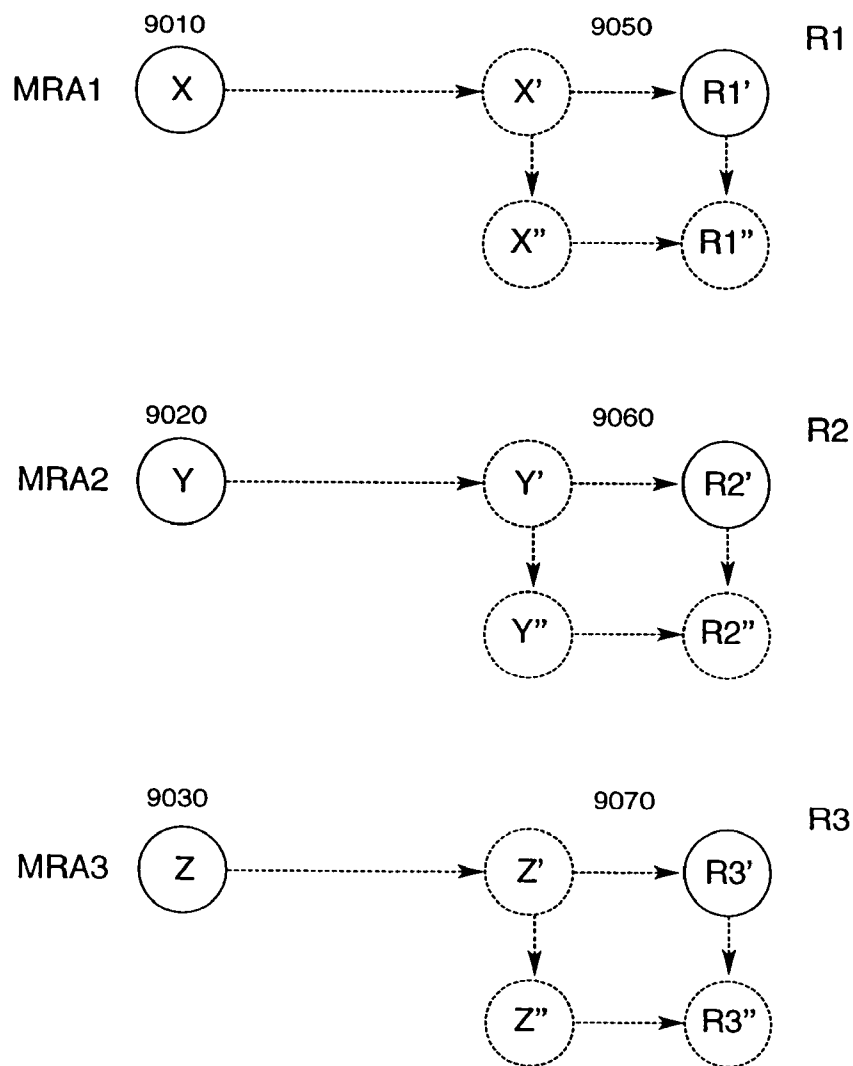 9010 9050 R1
MRA1 X X' R1'
X" R1"
9020 9060 R2
MRA2 Y Y' R2'
Y" R2"
9030 9070 R3
MRA3 Z Z' R3'
Z" R3"